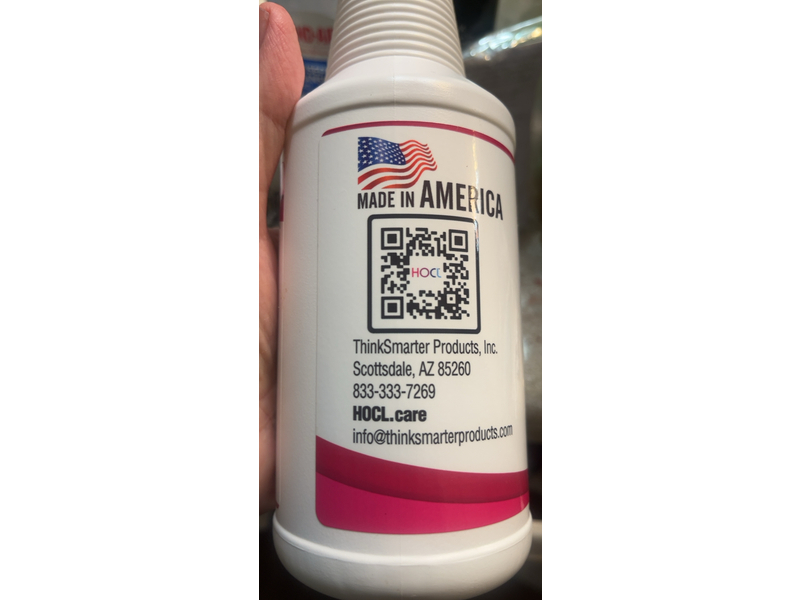 MADE IN AMERICA
HOCL
ThinkSmarter Products, Inc.
Scottsdale, AZ 85260
833-333-7269
HOCL.care
info@thinksmarterproducts.com